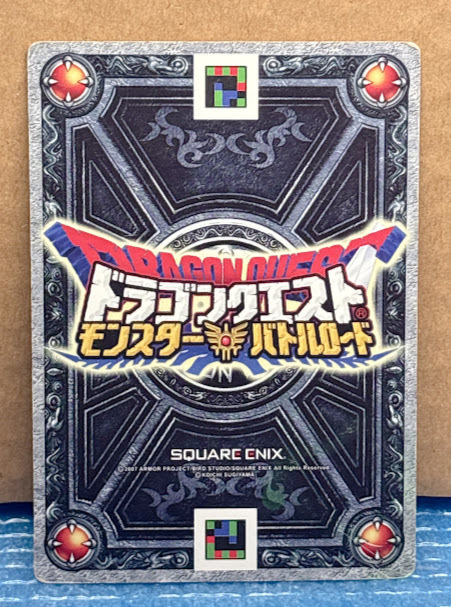 DRAGON QUEST
ドラゴンクエスト®
モンスター バトルロード
SQUARE ENIX.
© 2007 ARMOR PROJECT/BIRD STUDIO/SQUARE ENIX All Rights Reserved.
© KOICHI SUGIYAMA